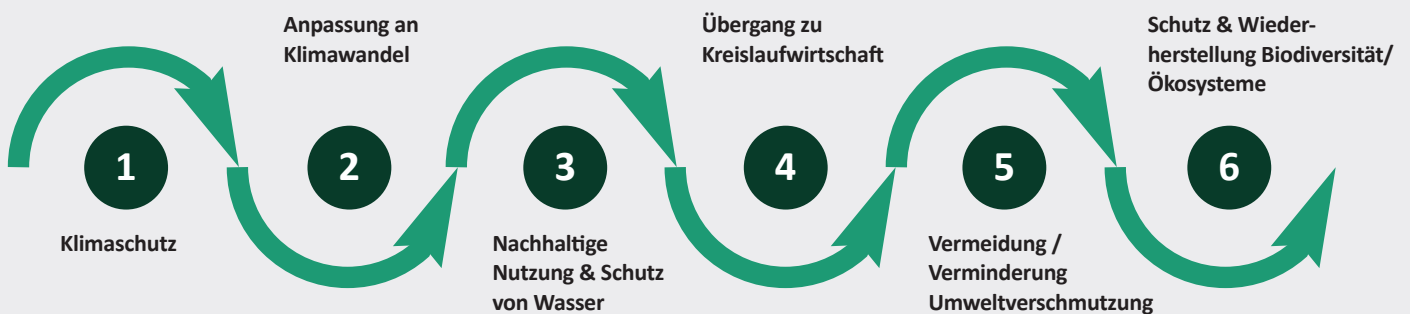 1
Klimaschutz
Anpassung an
Klimawandel
2
3
Nachhaltige
Nutzung & Schutz
von Wasser
Übergang zu
Kreislaufwirtschaft
4
5
Vermeidung /
Verminderung
Umweltverschmutzung
Schutz & Wieder-
herstellung Biodiversität/
Ökosysteme
6